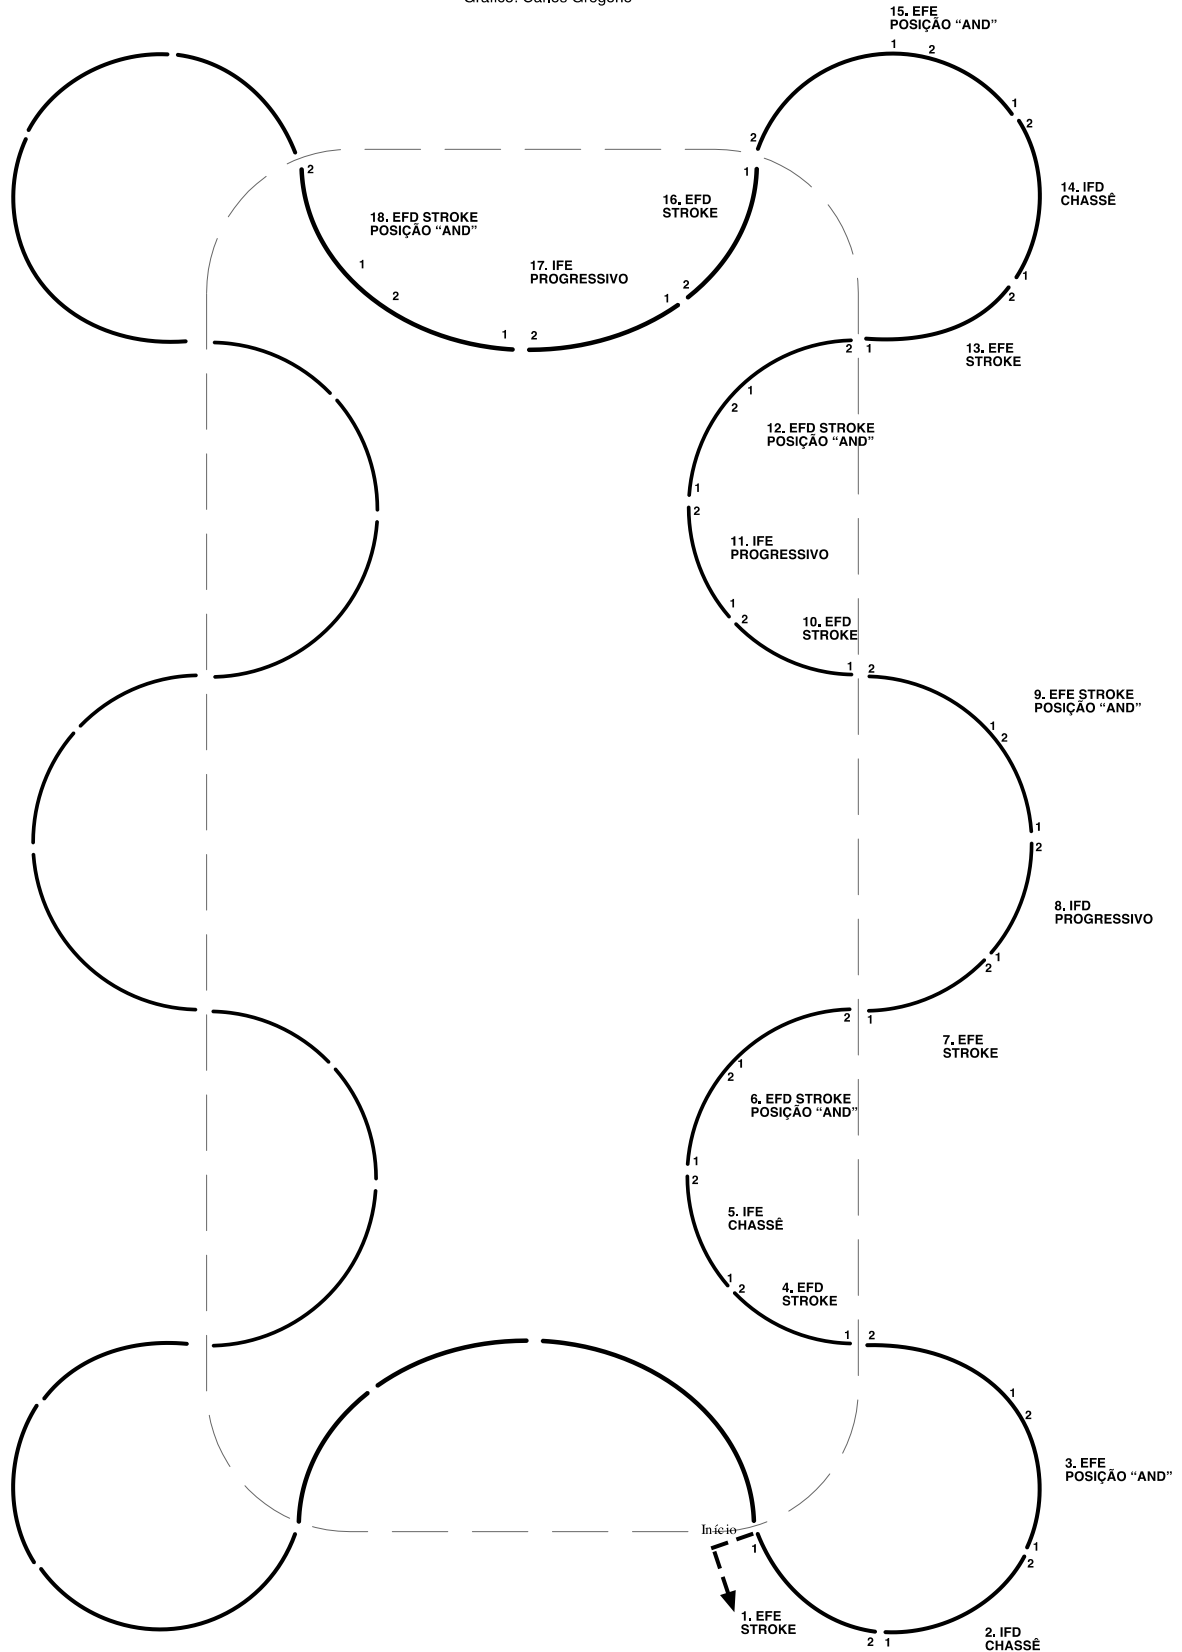 Gráfico: Carlos Gregório
15. EFE
POSIÇÃO “AND”
1
2
1
2
2
1
2
14. IFD
CHASSÊ
16. EFD
STROKE
18. EFD STROKE
POSIÇÃO “AND”
17. IFE
PROGRESSIVO
1
2
1
2
1
2
1
2
13. EFE
STROKE
2
1
1
2
12. EFD STROKE
POSIÇÃO “AND”
1
2
11. IFE
PROGRESSIVO
1
2
10. EFD
STROKE
1
2
9. EFE STROKE
POSIÇÃO “AND”
1
2
1
2
8. IFD
PROGRESSIVO
1
2
2
1
7. EFE
STROKE
1
2
6. EFD STROKE
POSIÇÃO “AND”
1
2
5. IFE
CHASSÊ
1
2
4. EFD
STROKE
1
2
1
2
3. EFE
POSIÇÃO “AND”
Início
1
1
2
1. EFE
STROKE
2
1
2. IFD
CHASSÊ